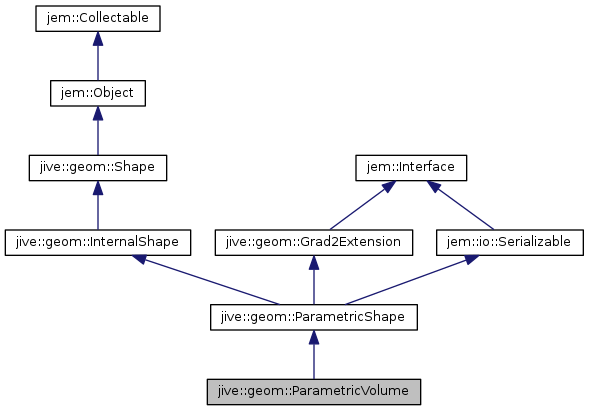 jem::Collectable
jem::Object
jive::geom::Shape
jem::Interface
jive::geom::InternalShape
jive::geom::Grad2Extension
jem::io::Serializable
jive::geom::ParametricShape
jive::geom::ParametricVolume